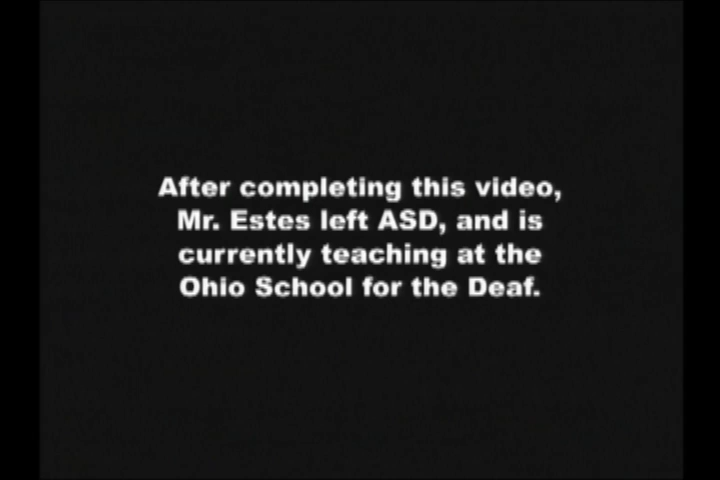 After completing this video,
Mr. Estes left ASD, and is
currently teaching at the
Ohio School for the Deaf.